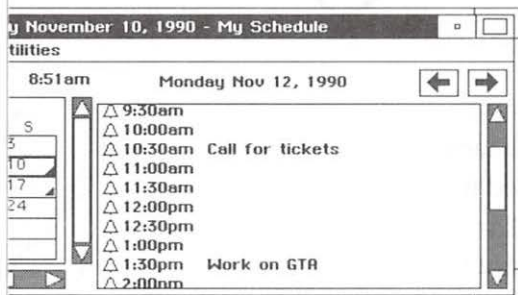 y November 10, 1990 - My Schedule
tilities
8:51am
Monday Nov 12, 1990
S
3
10
17
24
9:30am
10:00am
10:30am Call for tickets
11:00am
11:30am
12:00pm
12:30pm
1:00pm
1:30pm Work on GTA
2:00pm